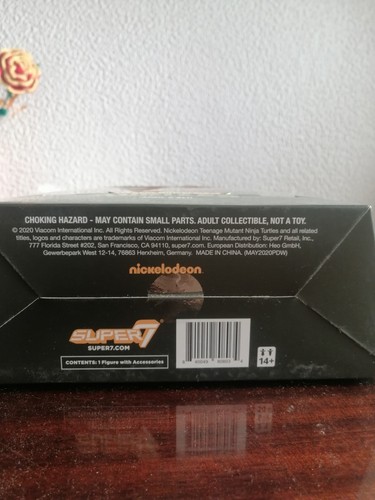 CHOKING HAZARD - MAY CONTAIN SMALL PARTS. ADULT COLLECTIBLE, NOT A TOY.
© 2020 Viacom International Inc. All Rights Reserved. Nickelodeon Teenage Mutant Ninja Turtles and all related
titles, logos and characters are trademarks of Viacom International Inc. Manufactured by: Super7 Retail, Inc.,
777 Florida Street #202, San Francisco, CA 94110, super7.com. European Distribution: Heo GmbH,
Gewerbepark West 12-14, 76863 Herxheim, Germany. MADE IN CHINA. (MAY2020PDW)
nickelodeon
SUPER7
SUPER7.COM
CONTENTS: 1 Figure with Accessories
14+